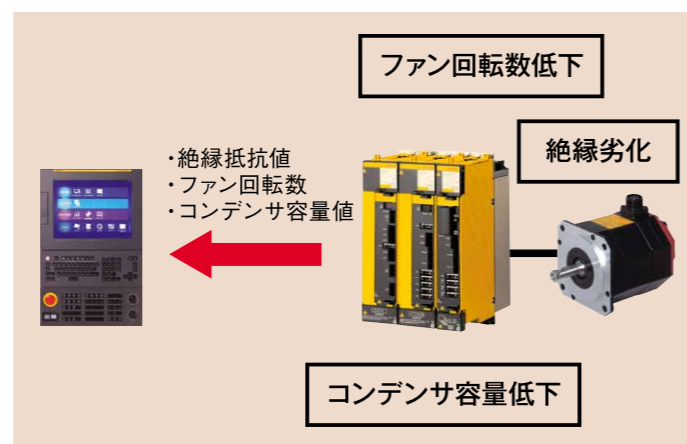 ファン回転数低下
絶縁劣化
・絶縁抵抗値
・ファン回転数
・コンデンサ容量値
コンデンサ容量低下